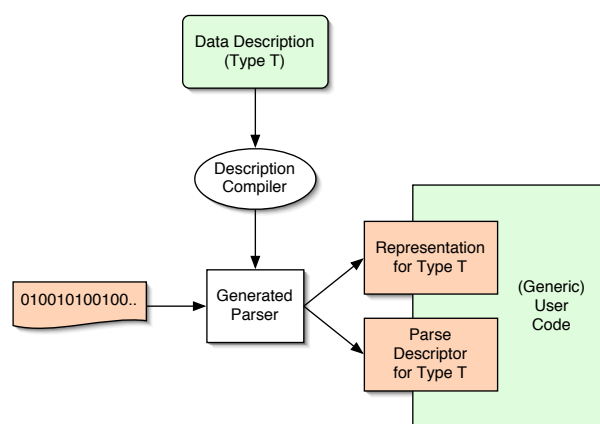 Data Description
(Type T)
Description
Compiler
Representation
for Type T
(Generic)
User
Code
010010100100..
Generated
Parser
Parse
Descriptor
for Type T